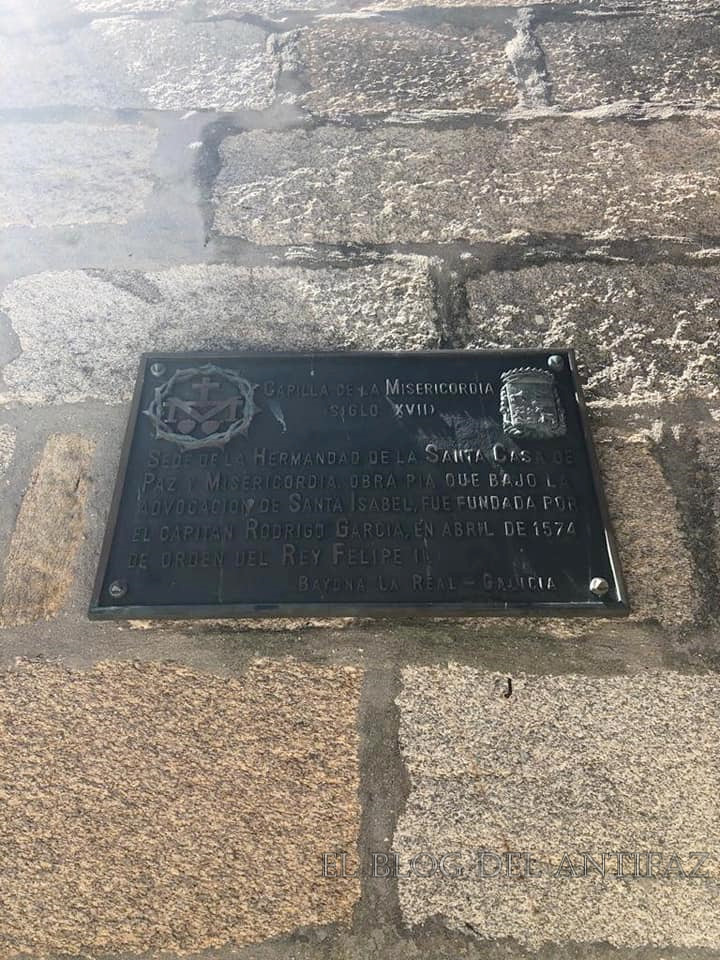 CAPILLA DE LA MISERICORDIA
(SIGLO XVII)
SEDE DE LA HERMANDAD DE LA SANTA CASA DE
PAZ Y MISERICORDIA, OBRA PIA QUE BAJO LA
ADVOCACION DE SANTA ISABEL, FUE FUNDADA POR
EL CAPITAN RODRIGO GARCIA, EN ABRIL DE 1574
DE ORDEN DEL REY FELIPE II.
BAYONA LA REAL - GALICIA
EL BLOG DEL ANTIFAZ